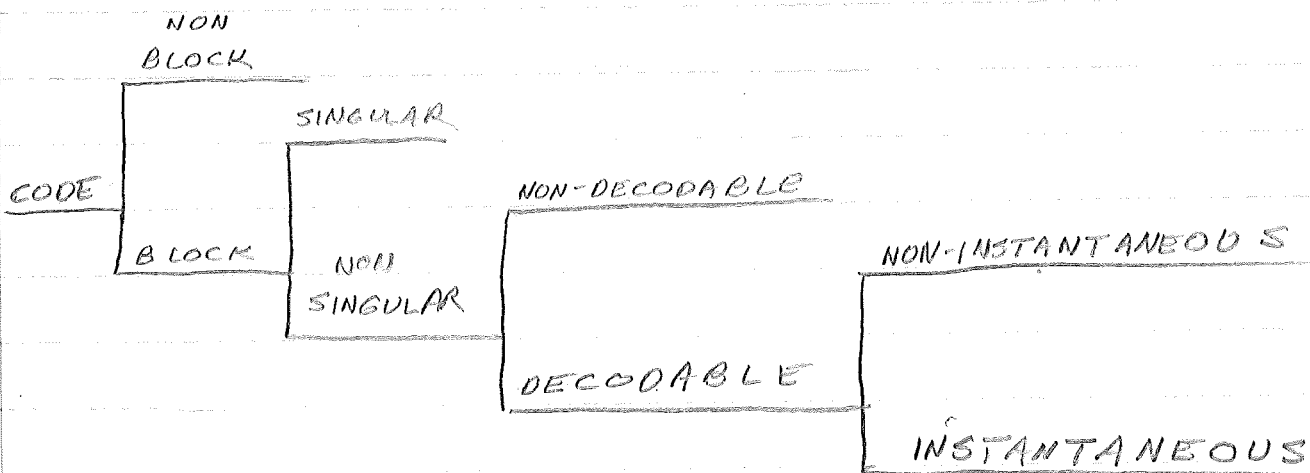 NON
BLOCK
SINGULAR
CODE
NON-DECODABLE
BLOCK
NON
SINGULAR
NON-INSTANTANEOUS
DECODABLE
INSTANTANEOUS